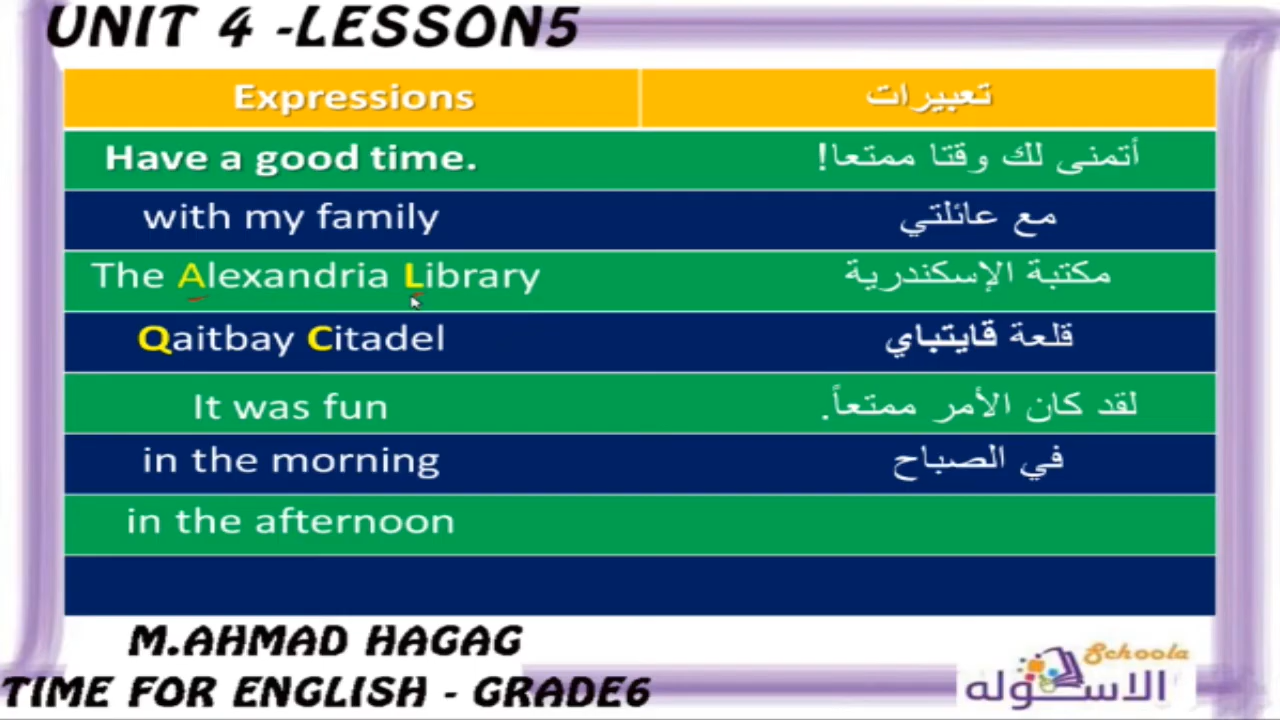 UNIT 4 -LESSON5
Expressions تعبيرات
Have a good time. أتمنى لك وقتا ممتعا!
with my family مع عائلتي
The Alexandria Library مكتبة الإسكندرية
Qaitbay Citadel قلعة قايتباي
It was fun لقد كان الأمر ممتعاً.
in the morning في الصباح
in the afternoon
M.AHMAD HAGAG
TIME FOR ENGLISH - GRADE6
Schoola
الاسكوله